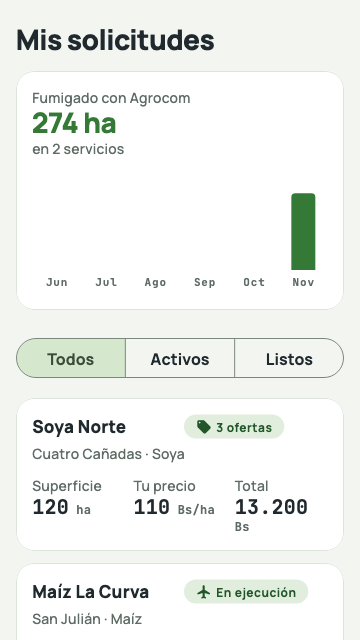 Mis solicitudes
Fumigado con Agrocom
274 ha
en 2 servicios
Jun Jul Ago Sep Oct Nov
Todos Activos Listos
Soya Norte 3 ofertas
Cuatro Cañadas · Soya
Superficie Tu precio Total
120 ha 110 Bs/ha 13.200
Bs
Maíz La Curva En ejecución
San Julián · Maíz